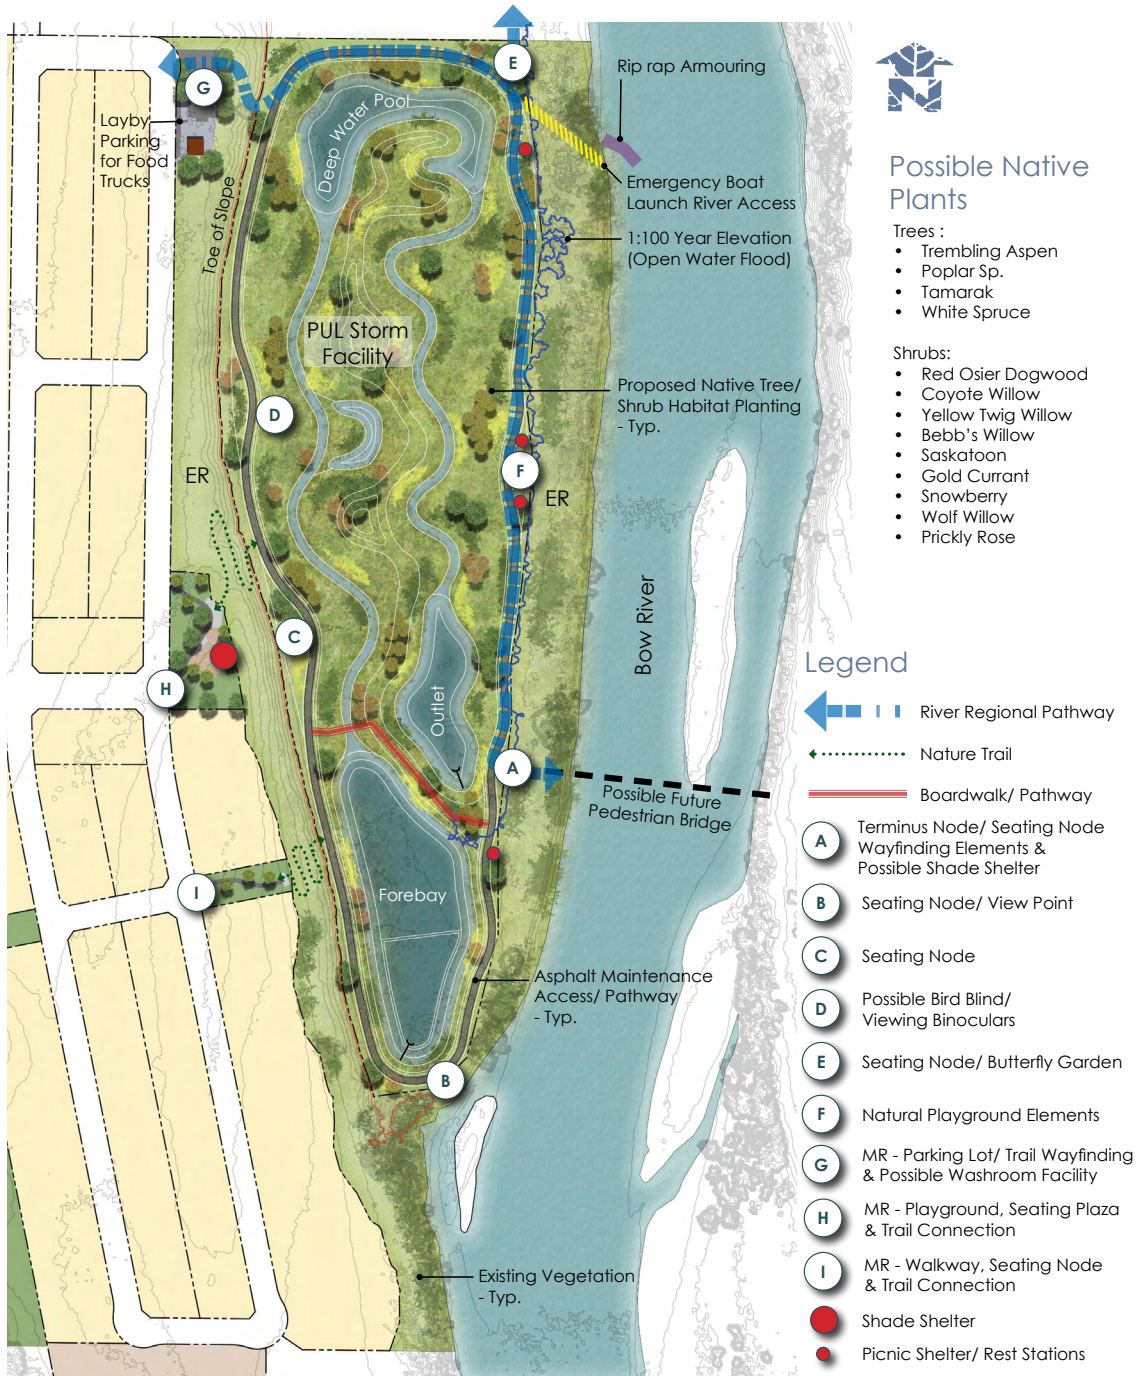 E
G
Rip rap Armouring
Layby
Parking
for Food
Trucks
Deep Water Pool
Toe of Slope
Emergency Boat
Launch River Access
1:100 Year Elevation
(Open Water Flood)
PUL Storm
Facility
Proposed Native Tree/
Shrub Habitat Planting
- Typ.
D
F
ER
ER
Bow River
C
H
Outlet
A
Possible Future
Pedestrian Bridge
I
Forebay
Asphalt Maintenance
Access/ Pathway
- Typ.
B
Existing Vegetation
- Typ.
N
Possible Native
Plants
Trees :
• Trembling Aspen
• Poplar Sp.
• Tamarak
• White Spruce
Shrubs:
• Red Osier Dogwood
• Coyote Willow
• Yellow Twig Willow
• Bebb's Willow
• Saskatoon
• Gold Currant
• Snowberry
• Wolf Willow
• Prickly Rose
Legend
River Regional Pathway
Nature Trail
Boardwalk/ Pathway
A Terminus Node/ Seating Node
Wayfinding Elements &
Possible Shade Shelter
B Seating Node/ View Point
C Seating Node
D Possible Bird Blind/
Viewing Binoculars
E Seating Node/ Butterfly Garden
F Natural Playground Elements
G MR - Parking Lot/ Trail Wayfinding
& Possible Washroom Facility
H MR - Playground, Seating Plaza
& Trail Connection
I MR - Walkway, Seating Node
& Trail Connection
Shade Shelter
Picnic Shelter/ Rest Stations